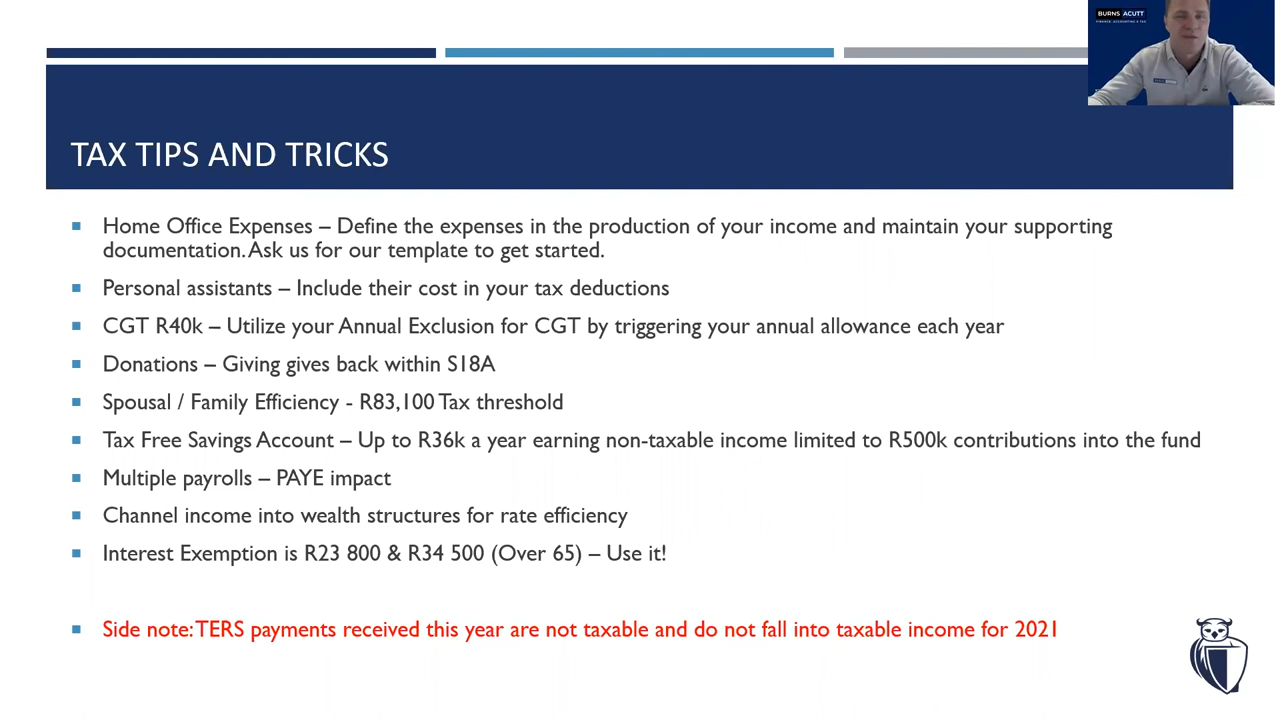 BURNS ACUTT
FINANCE, ACCOUNTING & TAX
TAX TIPS AND TRICKS
Home Office Expenses – Define the expenses in the production of your income and maintain your supporting
documentation. Ask us for our template to get started.
Personal assistants – Include their cost in your tax deductions
CGT R40k – Utilize your Annual Exclusion for CGT by triggering your annual allowance each year
Donations – Giving gives back within S18A
Spousal / Family Efficiency - R83,100 Tax threshold
Tax Free Savings Account – Up to R36k a year earning non-taxable income limited to R500k contributions into the fund
Multiple payrolls – PAYE impact
Channel income into wealth structures for rate efficiency
Interest Exemption is R23 800 & R34 500 (Over 65) – Use it!
Side note: TERS payments received this year are not taxable and do not fall into taxable income for 2021